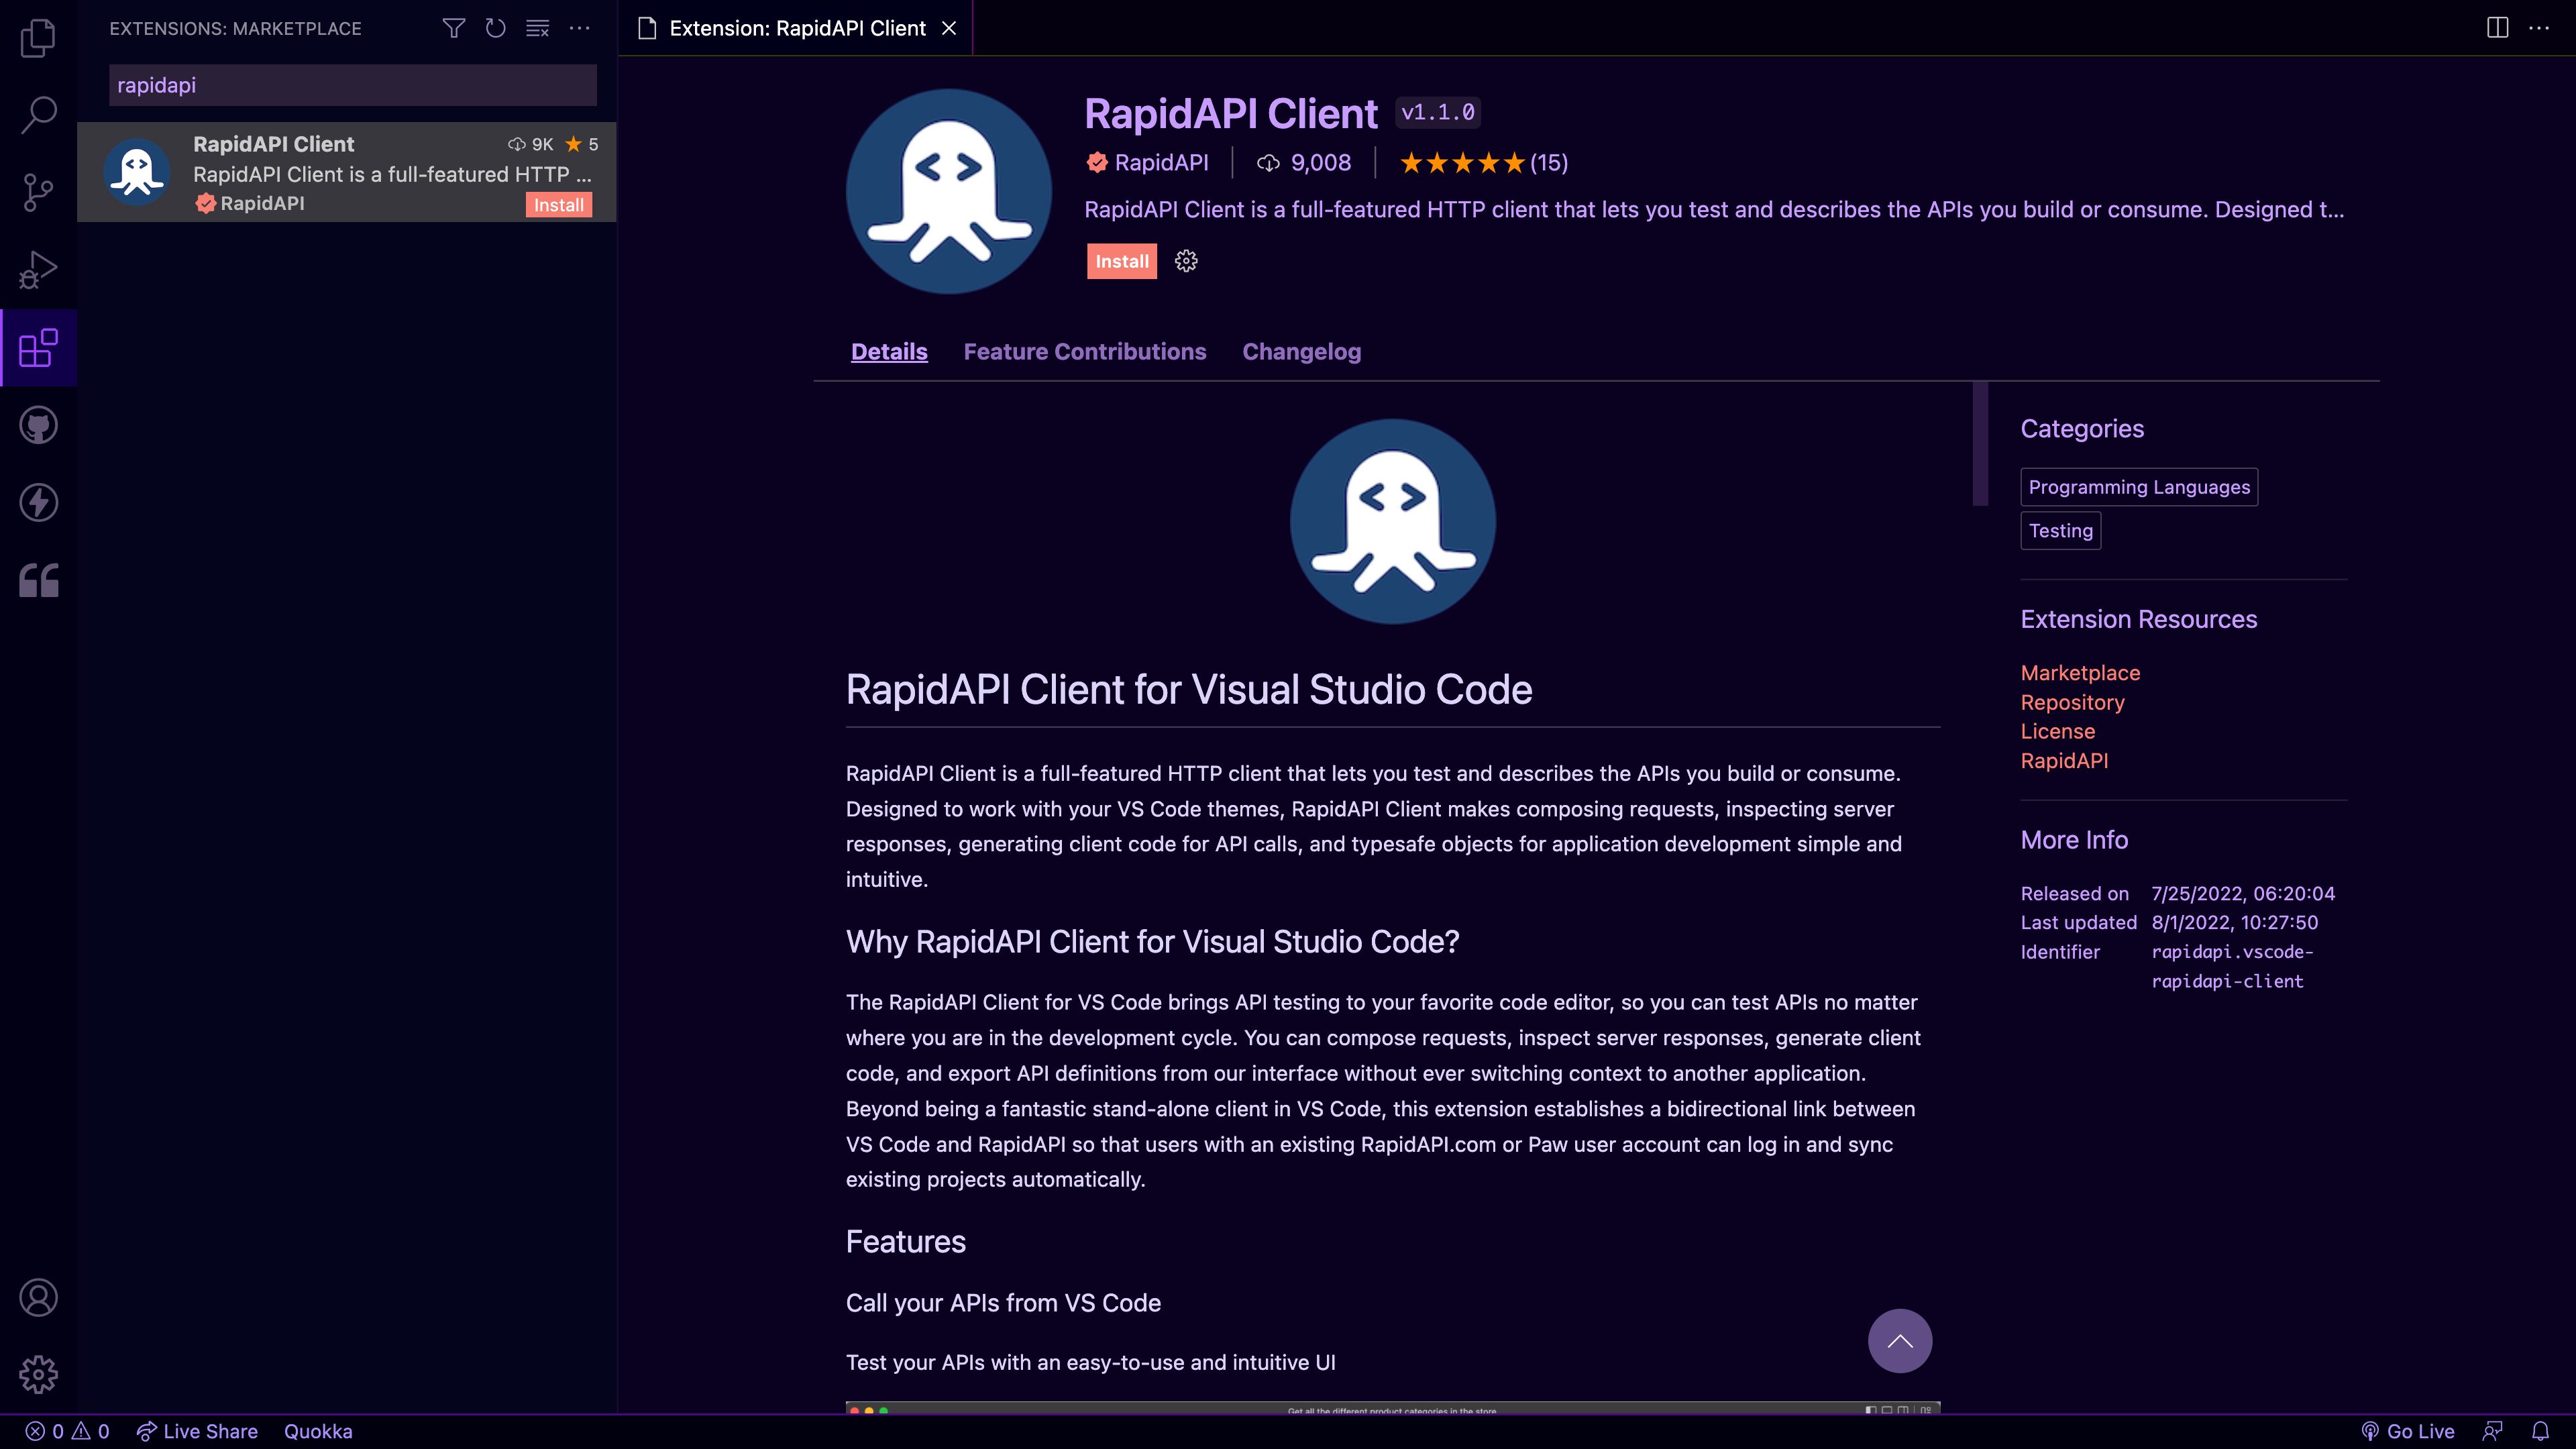 EXTENSIONS: MARKETPLACE
rapidapi
RapidAPI Client 9K ★ 5
RapidAPI Client is a full-featured HTTP ...
RapidAPI Install
Extension: RapidAPI Client
RapidAPI Client v1.1.0
RapidAPI 9,008 ★★★★★ (15)
RapidAPI Client is a full-featured HTTP client that lets you test and describes the APIs you build or consume. Designed t...
Install
Details Feature Contributions Changelog
RapidAPI Client for Visual Studio Code
RapidAPI Client is a full-featured HTTP client that lets you test and describes the APIs you build or consume.
Designed to work with your VS Code themes, RapidAPI Client makes composing requests, inspecting server
responses, generating client code for API calls, and typesafe objects for application development simple and
intuitive.
Why RapidAPI Client for Visual Studio Code?
The RapidAPI Client for VS Code brings API testing to your favorite code editor, so you can test APIs no matter
where you are in the development cycle. You can compose requests, inspect server responses, generate client
code, and export API definitions from our interface without ever switching context to another application.
Beyond being a fantastic stand-alone client in VS Code, this extension establishes a bidirectional link between
VS Code and RapidAPI so that users with an existing RapidAPI.com or Paw user account can log in and sync
existing projects automatically.
Features
Call your APIs from VS Code
Test your APIs with an easy-to-use and intuitive UI
Get all the different product categories in the store
Categories
Programming Languages
Testing
Extension Resources
Marketplace
Repository
License
RapidAPI
More Info
Released on 7/25/2022, 06:20:04
Last updated 8/1/2022, 10:27:50
Identifier rapidapi.vscode-
rapidapi-client
0 0 Live Share Quokka
Go Live